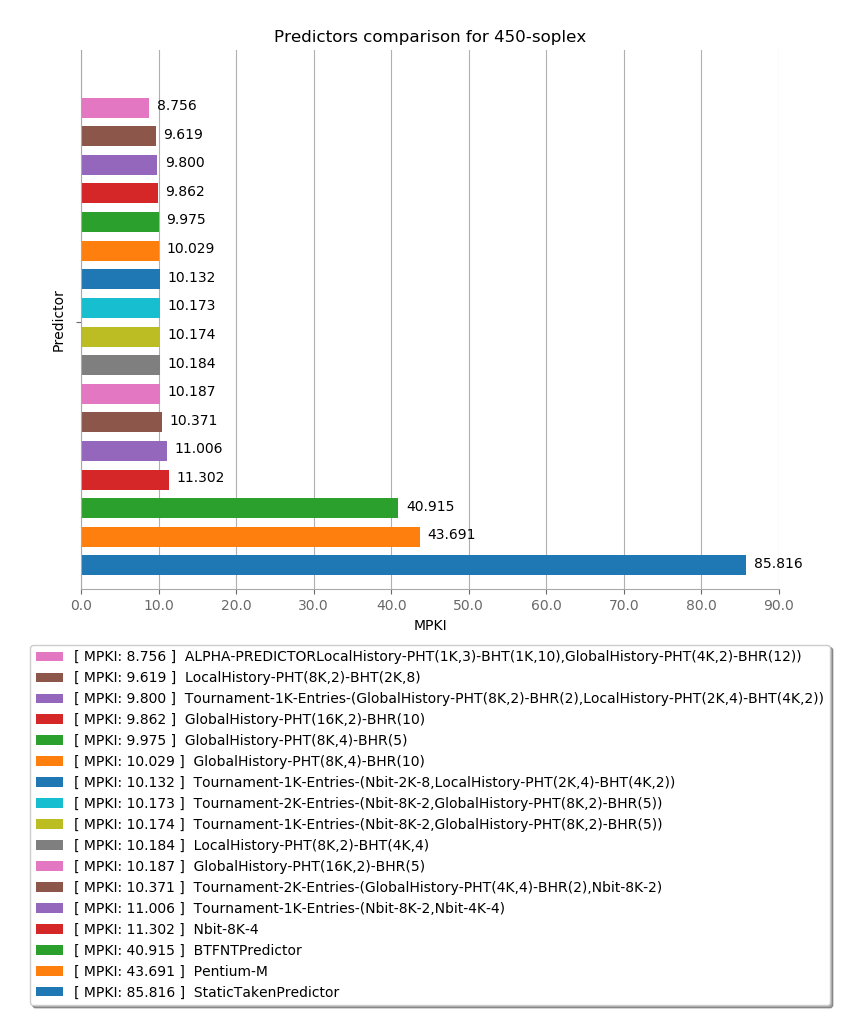 Predictors comparison for 450-soplex
8.756
9.619
9.800
9.862
9.975
10.029
10.132
10.173
10.174
10.184
10.187
10.371
11.006
11.302
40.915
43.691
85.816
Predictor
0.0 10.0 20.0 30.0 40.0 50.0 60.0 70.0 80.0 90.0
MPKI
[ MPKI: 8.756 ] ALPHA-PREDICTORLocalHistory-PHT(1K,3)-BHT(1K,10),GlobalHistory-PHT(4K,2)-BHR(12))
[ MPKI: 9.619 ] LocalHistory-PHT(8K,2)-BHT(2K,8)
[ MPKI: 9.800 ] Tournament-1K-Entries-(GlobalHistory-PHT(8K,2)-BHR(2),LocalHistory-PHT(2K,4)-BHT(4K,2))
[ MPKI: 9.862 ] GlobalHistory-PHT(16K,2)-BHR(10)
[ MPKI: 9.975 ] GlobalHistory-PHT(8K,4)-BHR(5)
[ MPKI: 10.029 ] GlobalHistory-PHT(8K,4)-BHR(10)
[ MPKI: 10.132 ] Tournament-1K-Entries-(Nbit-2K-8,LocalHistory-PHT(2K,4)-BHT(4K,2))
[ MPKI: 10.173 ] Tournament-2K-Entries-(Nbit-8K-2,GlobalHistory-PHT(8K,2)-BHR(5))
[ MPKI: 10.174 ] Tournament-1K-Entries-(Nbit-8K-2,GlobalHistory-PHT(8K,2)-BHR(5))
[ MPKI: 10.184 ] LocalHistory-PHT(8K,2)-BHT(4K,4)
[ MPKI: 10.187 ] GlobalHistory-PHT(16K,2)-BHR(5)
[ MPKI: 10.371 ] Tournament-2K-Entries-(GlobalHistory-PHT(4K,4)-BHR(2),Nbit-8K-2)
[ MPKI: 11.006 ] Tournament-1K-Entries-(Nbit-8K-2,Nbit-4K-4)
[ MPKI: 11.302 ] Nbit-8K-4
[ MPKI: 40.915 ] BTFNTPredictor
[ MPKI: 43.691 ] Pentium-M
[ MPKI: 85.816 ] StaticTakenPredictor